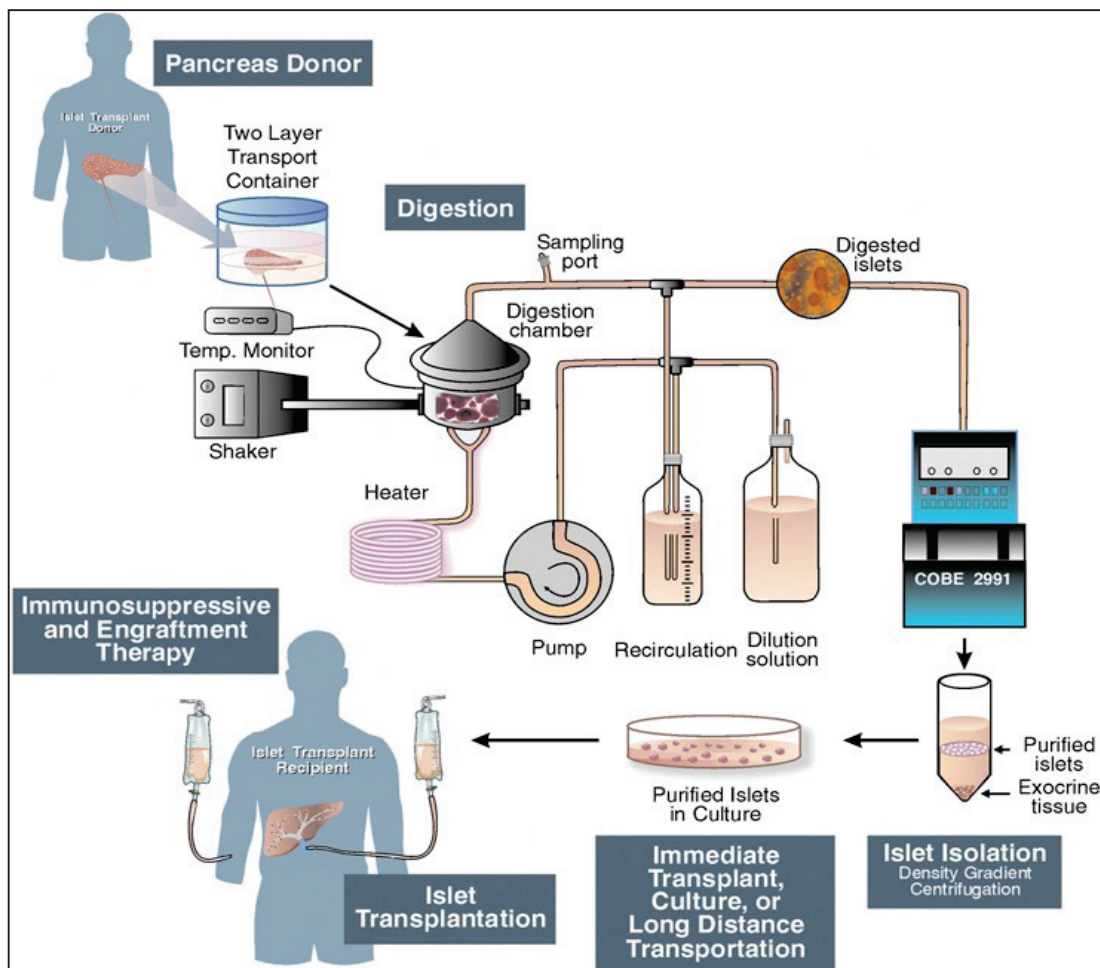 Pancreas Donor
Islet Transplant
Donor
Two Layer
Transport
Container
Digestion
Sampling
port
Digested
islets
Digestion
chamber
Temp. Monitor
Shaker
Heater
COBE 2991
Immunosuppressive
and Engraftment
Therapy
Pump
Recirculation
Dilution
solution
Islet Transplant
Recipient
Purified
islets
Exocrine
tissue
Purified Islets
in Culture
Islet
Transplantation
Immediate
Transplant,
Culture, or
Long Distance
Transportation
Islet Isolation
Density Gradient
Centrifugation